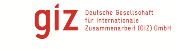 giz
Deutsche Gesellschaft
für Internationale
Zusammenarbeit (GIZ) GmbH